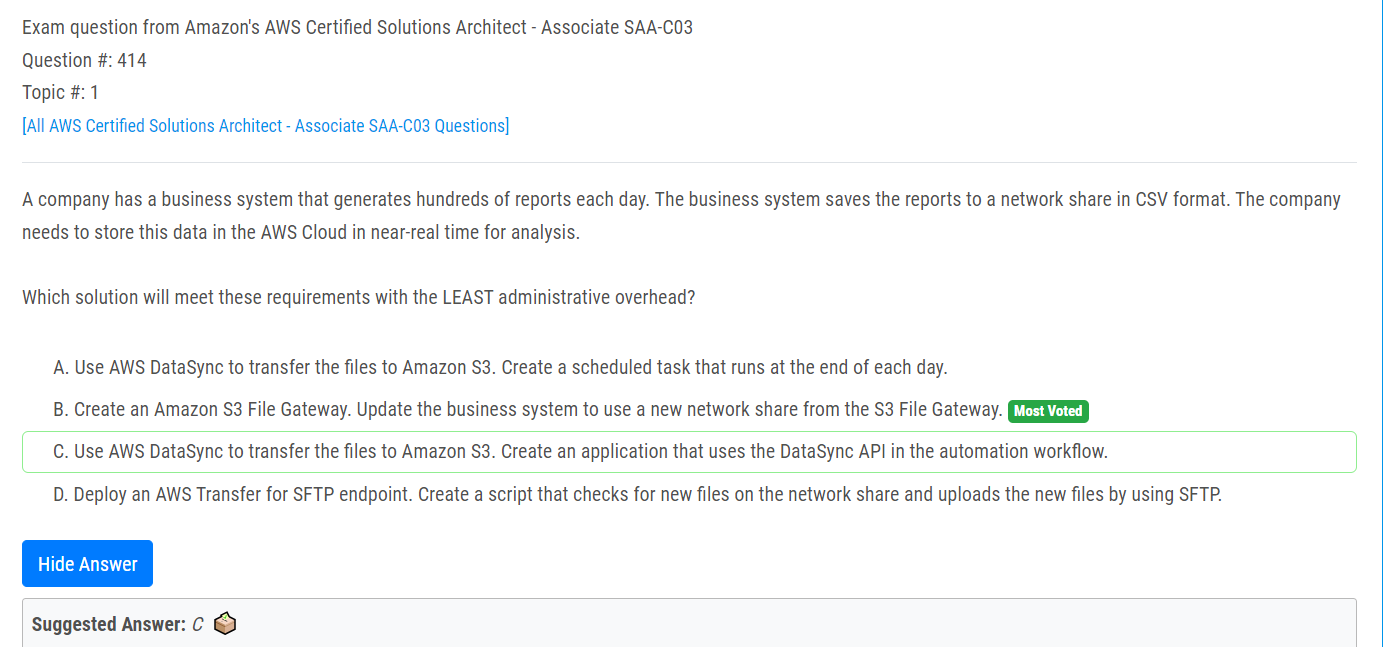 Exam question from Amazon's AWS Certified Solutions Architect - Associate SAA-C03
Question #: 414
Topic #: 1
[All AWS Certified Solutions Architect - Associate SAA-C03 Questions]
A company has a business system that generates hundreds of reports each day. The business system saves the reports to a network share in CSV format. The company
needs to store this data in the AWS Cloud in near-real time for analysis.
Which solution will meet these requirements with the LEAST administrative overhead?
A. Use AWS DataSync to transfer the files to Amazon S3. Create a scheduled task that runs at the end of each day.
B. Create an Amazon S3 File Gateway. Update the business system to use a new network share from the S3 File Gateway. Most Voted
C. Use AWS DataSync to transfer the files to Amazon S3. Create an application that uses the DataSync API in the automation workflow.
D. Deploy an AWS Transfer for SFTP endpoint. Create a script that checks for new files on the network share and uploads the new files by using SFTP.
Hide Answer
Suggested Answer: C